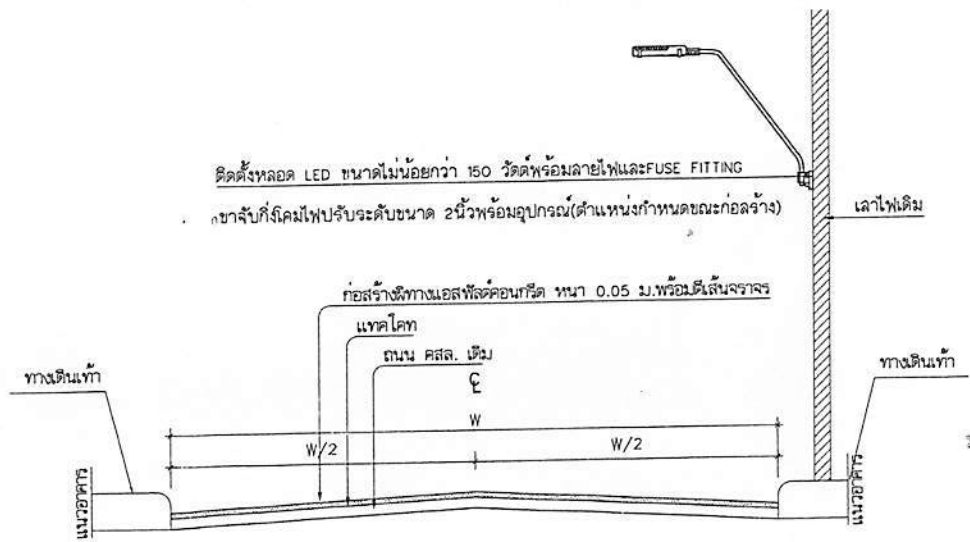 ติดตั้งหลอด LED ขนาดไม่น้อยกว่า 150 วัตต์พร้อมสายไฟและFUSE FITTING
ขาจับกิ่งโคมไฟปรับระดับขนาด 2นิ้วพร้อมอุปกรณ์(ตำแหน่งกำหนดขณะก่อสร้าง)
เสาไฟเดิม
ก่อสร้างผิวทางแอสฟัลต์คอนกรีต หนา 0.05 ม.พร้อมตีเส้นจราจร
แทคโคท
ถนน คสล. เดิม
ทางเดินเท้า
ทางเดินเท้า
℄
W
W/2
W/2
แนวอาคาร
แนวอาคาร